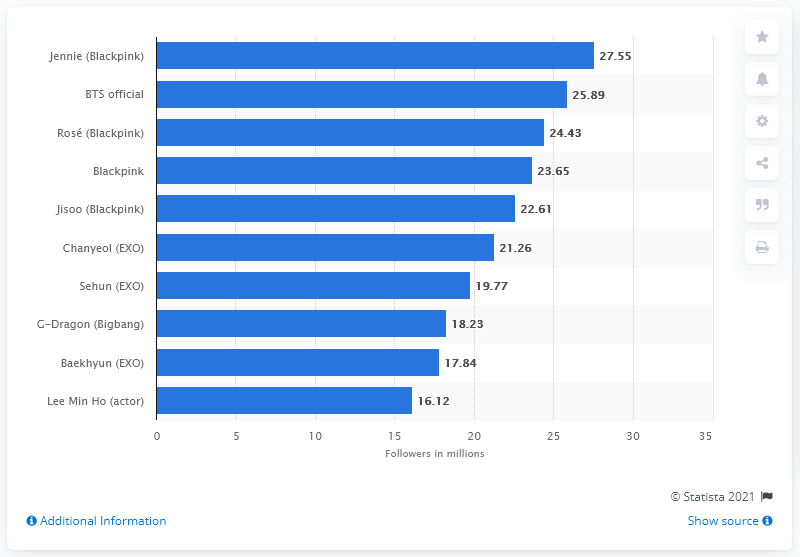 Jennie (Blackpink) 27.55
BTS official 25.89
Rosé (Blackpink) 24.43
Blackpink 23.65
Jisoo (Blackpink) 22.61
Chanyeol (EXO) 21.26
Sehun (EXO) 19.77
G-Dragon (Bigbang) 18.23
Baekhyun (EXO) 17.84
Lee Min Ho (actor) 16.12
0 5 10 15 20 25 30 35
Followers in millions
© Statista 2021
Additional Information Show source